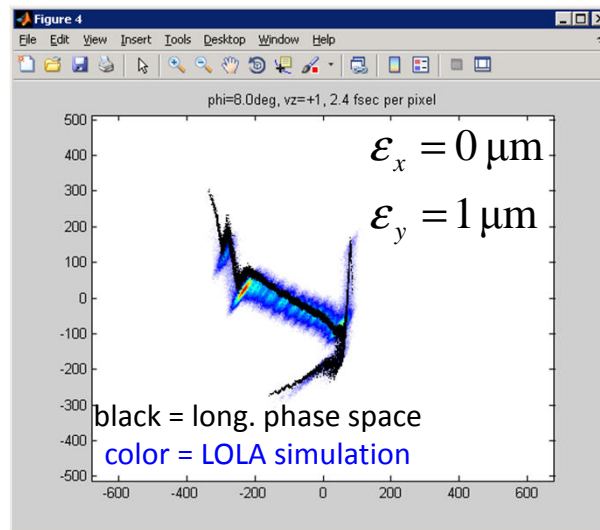 Figure 4
File Edit View Insert Tools Desktop Window Help
phi=8.0deg, vz=+1, 2.4 fsec per pixel
500
400
300
200
100
0
-100
-200
-300
-400
-500
εx = 0 μm
εy = 1 μm
black = long. phase space
color = LOLA simulation
-600 -400 -200 0 200 400 600